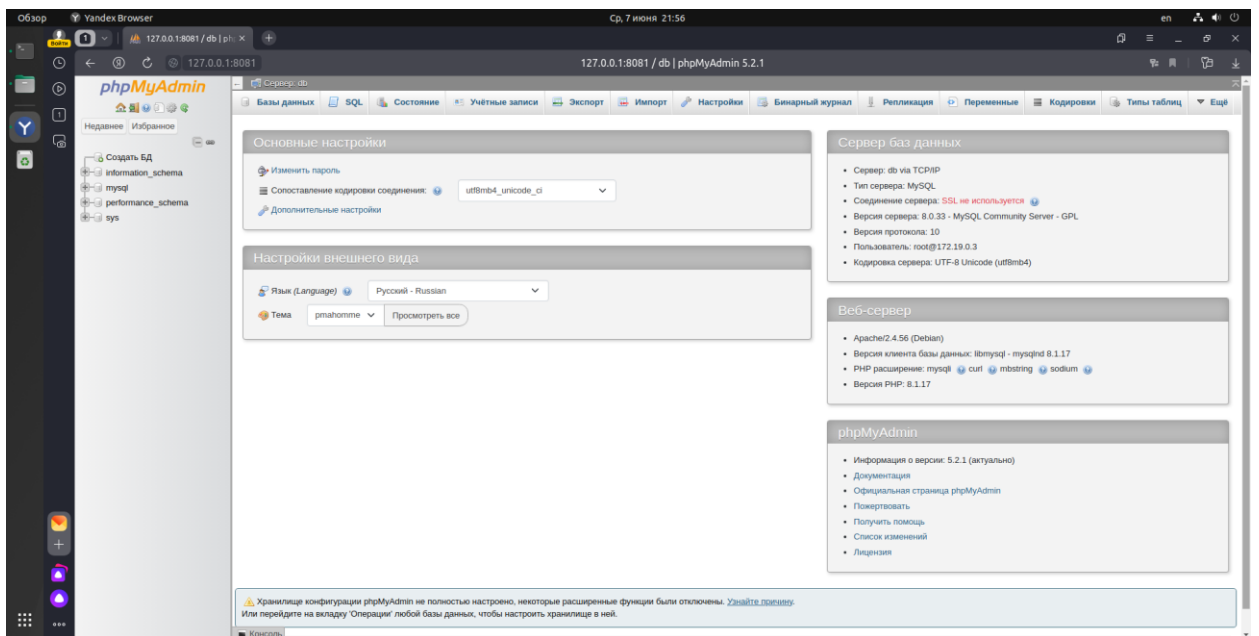 Обзор Yandex Browser Ср, 7 июня 21:56 en
Войти 1 127.0.0.1:8081 / db | ph
127.0.0.1:8081 127.0.0.1:8081 / db | phpMyAdmin 5.2.1
phpMyAdmin
Недавнее Избранное
Создать БД
information_schema
mysql
performance_schema
sys
Сервер: db
Базы данных SQL Состояние Учётные записи Экспорт Импорт Настройки Бинарный журнал Репликация Переменные Кодировки Типы таблиц Ещё
Основные настройки
Изменить пароль
Сопоставление кодировки соединения: utf8mb4_unicode_ci
Дополнительные настройки
Настройки внешнего вида
Язык (Language) Русский - Russian
Тема pmahomme Просмотреть все
Сервер баз данных
• Сервер: db via TCP/IP
• Тип сервера: MySQL
• Соединение сервера: SSL не используется
• Версия сервера: 8.0.33 - MySQL Community Server - GPL
• Версия протокола: 10
• Пользователь: root@172.19.0.3
• Кодировка сервера: UTF-8 Unicode (utf8mb4)
Веб-сервер
• Apache/2.4.56 (Debian)
• Версия клиента базы данных: libmysql - mysqlnd 8.1.17
• PHP расширение: mysqli curl mbstring sodium
• Версия PHP: 8.1.17
phpMyAdmin
• Информация о версии: 5.2.1 (актуально)
• Документация
• Официальная страница phpMyAdmin
• Пожертвовать
• Получить помощь
• Список изменений
• Лицензия
Хранилище конфигурации phpMyAdmin не полностью настроено, некоторые расширенные функции были отключены. Узнайте причину.
Или перейдите на вкладку 'Операции' любой базы данных, чтобы настроить хранилище в ней.
Консоль